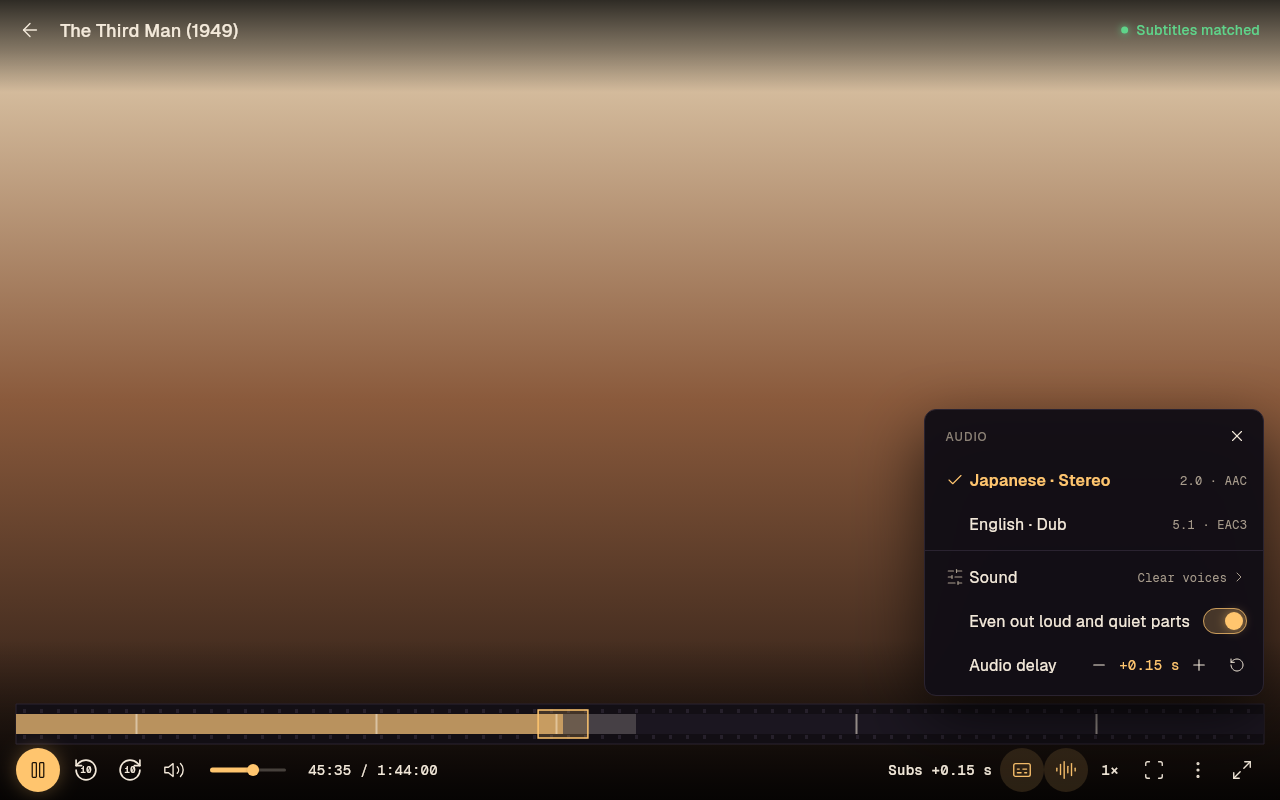 The Third Man (1949)
Subtitles matched
AUDIO
Japanese · Stereo 2.0 · AAC
English · Dub 5.1 · EAC3
Sound Clear voices
Even out loud and quiet parts
Audio delay +0.15 s
10 10 45:35 / 1:44:00 Subs +0.15 s 1×